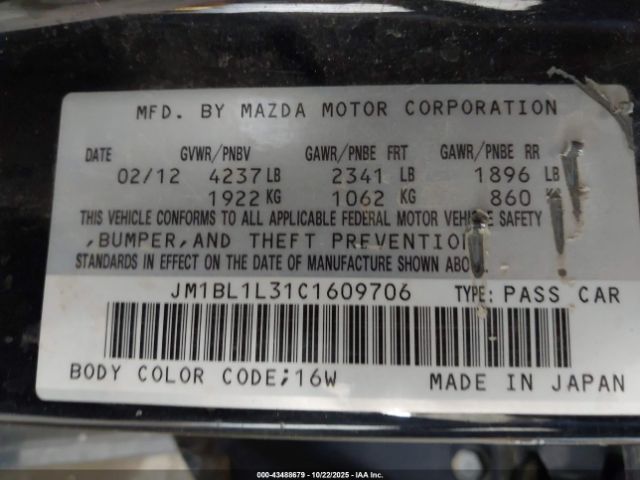 MFD. BY MAZDA MOTOR CORPORATION
DATE GVWR/PNBV GAWR/PNBE FRT GAWR/PNBE RR
02/12 4237 LB 2341 LB 1896 LB
1922 KG 1062 KG 860 KG
THIS VEHICLE CONFORMS TO ALL APPLICABLE FEDERAL MOTOR VEHICLE SAFETY
,BUMPER,AND THEFT PREVENTION
STANDARDS IN EFFECT ON THE DATE OF MANUFACTURE SHOWN ABOVE.
JM1BL1L31C1609706 TYPE: PASS CAR
BODY COLOR CODE;16W MADE IN JAPAN
000-43488679 - 10/22/2025 - IAA Inc.